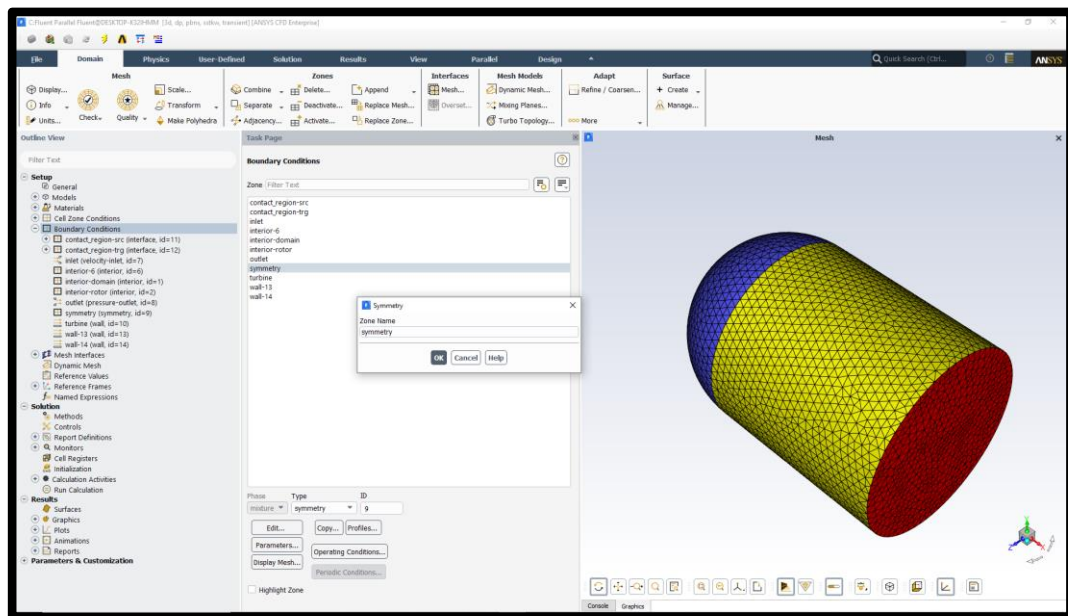 C:Fluent Parallel Fluent@DESKTOP-K32IHMM [3d, dp, pbns, sstkw, transient] [ANSYS CFD Enterprise]
File Domain Physics User-Defined Solution Results View Parallel Design Quick Search (Ctrl... ANSYS
Mesh Zones Interfaces Mesh Models Adapt Surface
Display... Scale... Combine Delete... Append Mesh... Dynamic Mesh... Refine / Coarsen... + Create
Info Transform Separate Deactivate... Replace Mesh... Overset... Mixing Planes... Manage...
Units... Check Quality Make Polyhedra Adjacency... Activate... Replace Zone... Turbo Topology... More
Outline View
Filter Text
Setup
General
Models
Materials
Cell Zone Conditions
Boundary Conditions
contact_region-src (interface, id=11)
contact_region-trg (interface, id=12)
inlet (velocity-inlet, id=7)
interior-6 (interior, id=6)
interior-domain (interior, id=1)
interior-rotor (interior, id=2)
outlet (pressure-outlet, id=8)
symmetry (symmetry, id=9)
turbine (wall, id=10)
wall-13 (wall, id=13)
wall-14 (wall, id=14)
Mesh Interfaces
Dynamic Mesh
Reference Values
Reference Frames
Named Expressions
Solution
Methods
Controls
Report Definitions
Monitors
Cell Registers
Initialization
Calculation Activities
Run Calculation
Results
Surfaces
Graphics
Plots
Animations
Reports
Parameters & Customization
Task Page
Boundary Conditions
Zone Filter Text
contact_region-src
contact_region-trg
inlet
interior-6
interior-domain
interior-rotor
outlet
symmetry
turbine
wall-13
wall-14
Symmetry
Zone Name
symmetry
OK Cancel Help
Phase Type ID
mixture symmetry 9
Edit... Copy... Profiles...
Parameters... Operating Conditions...
Display Mesh...
Periodic Conditions...
Highlight Zone
Mesh
Console Graphics